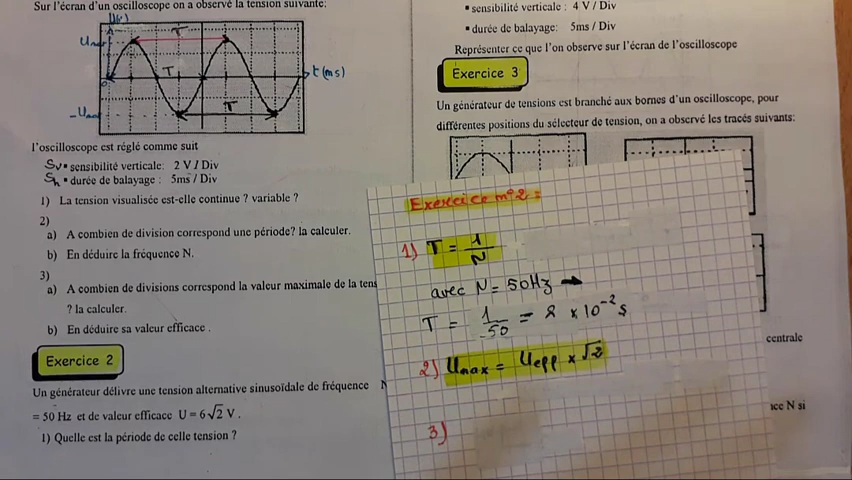 Sur l'écran d'un oscilloscope on a observé la tension suivante:
T
T
t(ms)
T
l'oscilloscope est réglé comme suit
Sv ▪ sensibilité verticale: 2 V / Div
Sh ▪ durée de balayage : 5ms / Div
1) La tension visualisée est-elle continue ? variable ?
2)
a) A combien de division correspond une période? la calculer.
b) En déduire la fréquence N.
3)
a) A combien de divisions correspond la valeur maximale de la tens
? la calculer.
b) En déduire sa valeur efficace .
Exercice 2
Un générateur délivre une tension alternative sinusoïdale de fréquence N
= 50 Hz et de valeur efficace U = 6√2 V .
1) Quelle est la période de celle tension ?
▪ sensibilité verticale : 4 V / Div
▪ durée de balayage: 5ms / Div
Représenter ce que l'on observe sur l'écran de l'oscilloscope
Exercice 3
Un générateur de tensions est branché aux bornes d'un oscilloscope, pour
différentes positions du sélecteur de tension, on a observé les tracés suivants:
centrale
ice N si
Exercice n°2 =
1) T = 1/N
avec N = 50Hz →
T = 1/50 = 2 × 10⁻² s
2) Umax = Ueff × √2
3)